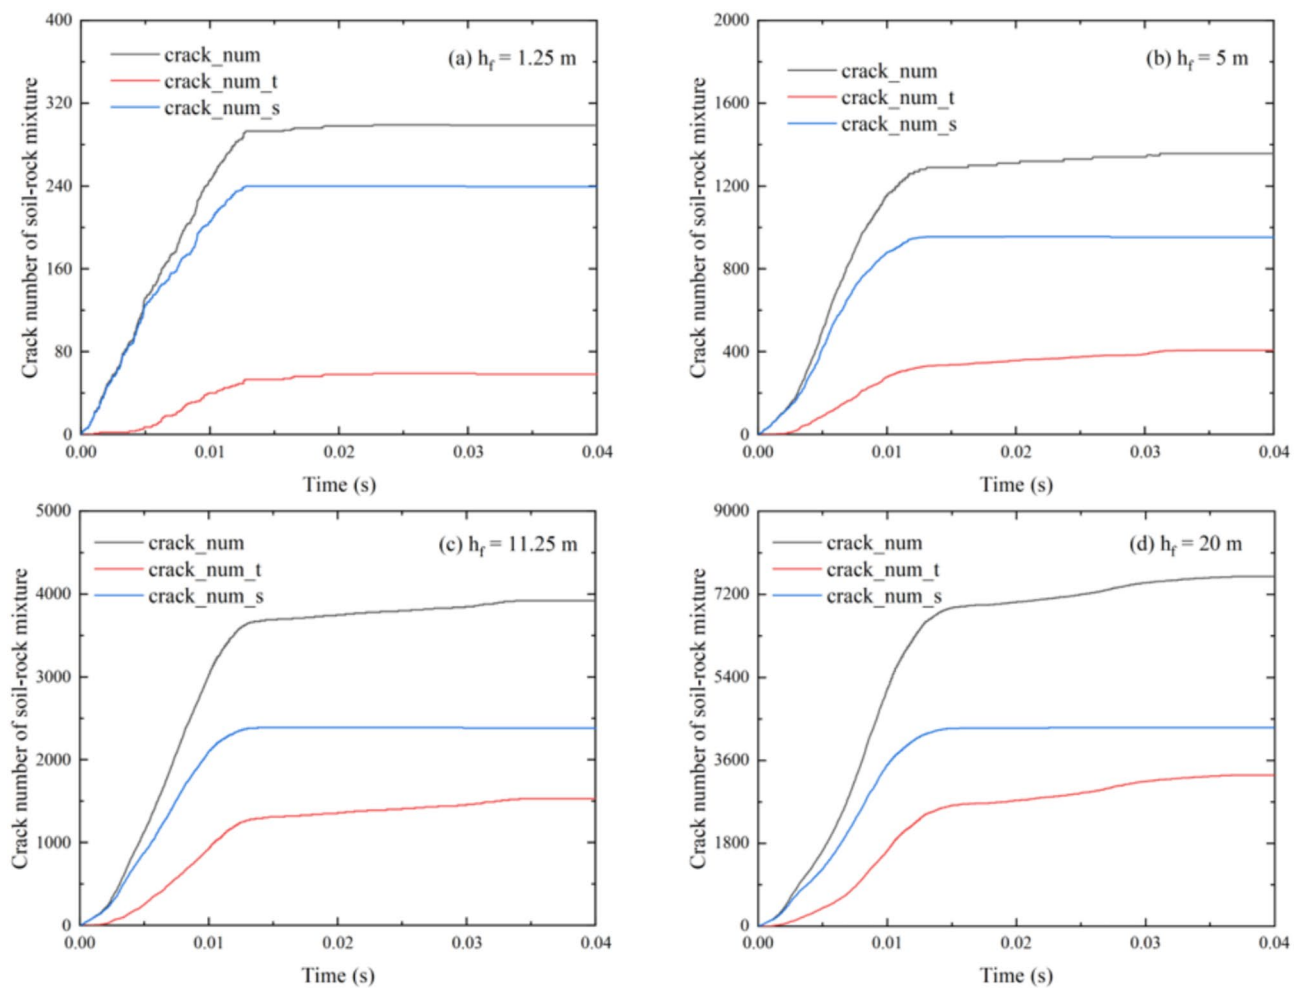 Crack number of soil-rock mixture
400
320
240
160
80
0
crack_num
crack_num_t
crack_num_s
(a) h_f = 1.25 m
0.00 0.01 0.02 0.03 0.04
Time (s)
Crack number of soil-rock mixture
2000
1600
1200
800
400
0
crack_num
crack_num_t
crack_num_s
(b) h_f = 5 m
0.00 0.01 0.02 0.03 0.04
Time (s)
Crack number of soil-rock mixture
5000
4000
3000
2000
1000
0
crack_num
crack_num_t
crack_num_s
(c) h_f = 11.25 m
0.00 0.01 0.02 0.03 0.04
Time (s)
Crack number of soil-rock mixture
9000
7200
5400
3600
1800
0
crack_num
crack_num_t
crack_num_s
(d) h_f = 20 m
0.00 0.01 0.02 0.03 0.04
Time (s)